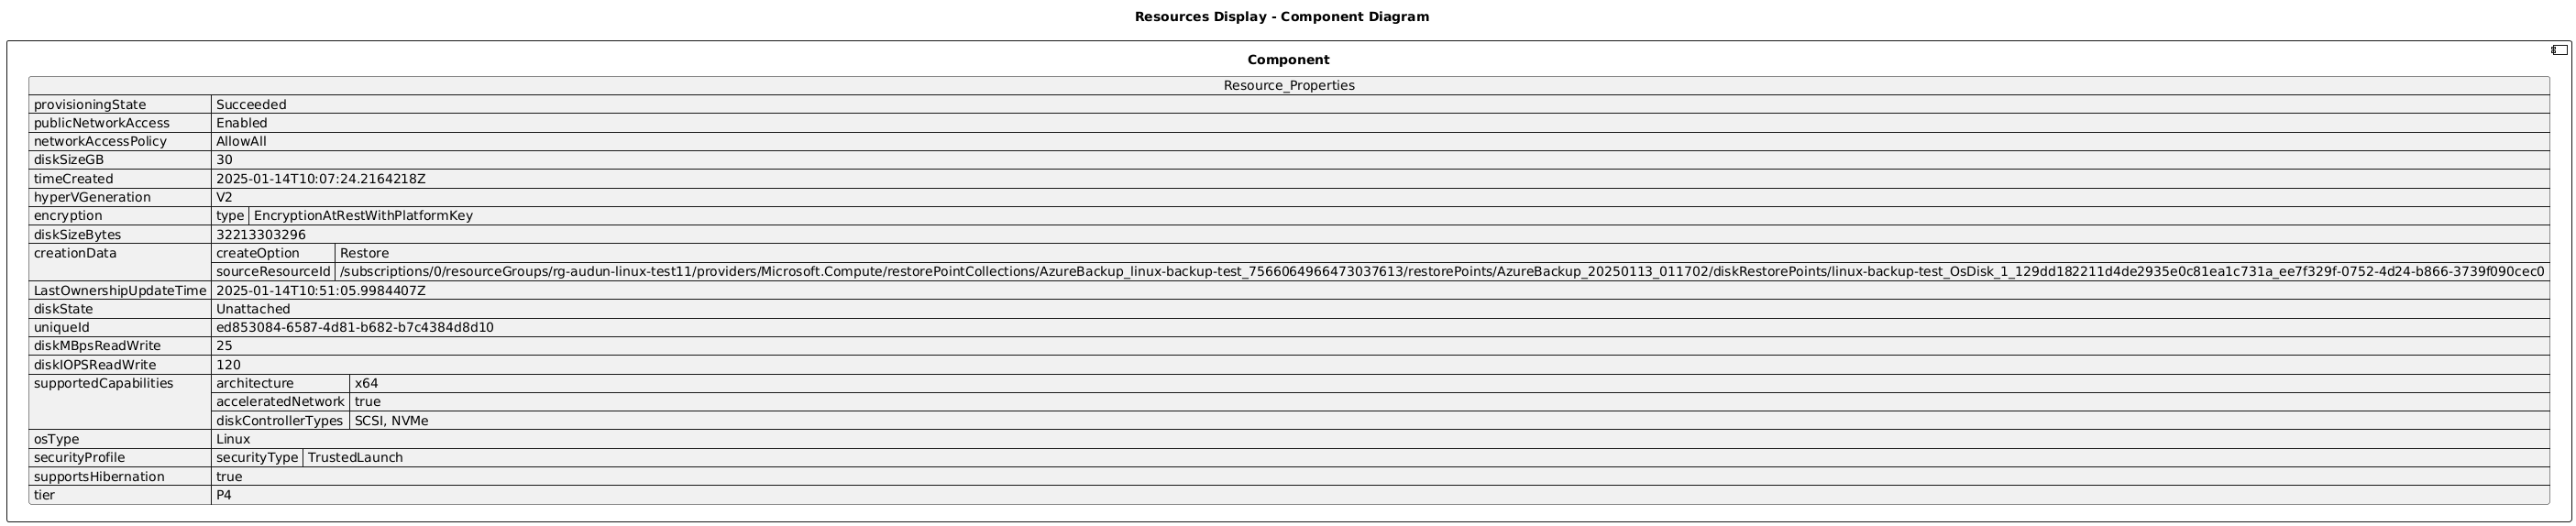 Resources Display - Component Diagram
Component
Resource_Properties
provisioningState Succeeded
publicNetworkAccess Enabled
networkAccessPolicy AllowAll
diskSizeGB 30
timeCreated 2025-01-14T10:07:24.2164218Z
hyperVGeneration V2
encryption type EncryptionAtRestWithPlatformKey
diskSizeBytes 32213303296
creationData createOption Restore
sourceResourceId /subscriptions/0/resourceGroups/rg-audun-linux-test11/providers/Microsoft.Compute/restorePointCollections/AzureBackup_linux-backup-test_7566064966473037613/restorePoints/AzureBackup_20250113_011702/diskRestorePoints/linux-backup-test_OsDisk_1_129dd182211d4de2935e0c81ea1c731a_ee7f329f-0752-4d24-b866-3739f090cec0
LastOwnershipUpdateTime 2025-01-14T10:51:05.9984407Z
diskState Unattached
uniqueId ed853084-6587-4d81-b682-b7c4384d8d10
diskMBpsReadWrite 25
diskIOPSReadWrite 120
supportedCapabilities architecture x64
acceleratedNetwork true
diskControllerTypes SCSI, NVMe
osType Linux
securityProfile securityType TrustedLaunch
supportsHibernation true
tier P4